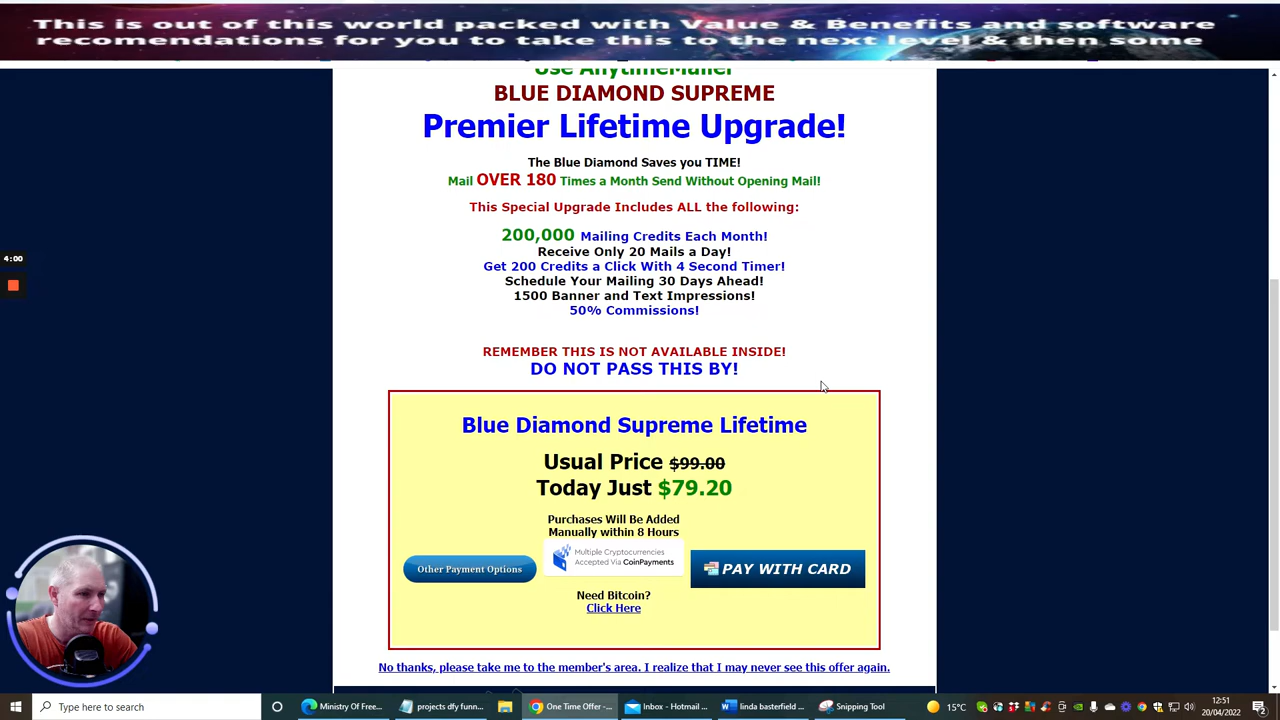 This is out of this world packed with Value & Benefits and software
recomendations for you to take this to the next level & then some
Use AnytimeMailer
BLUE DIAMOND SUPREME
Premier Lifetime Upgrade!
The Blue Diamond Saves you TIME!
Mail OVER 180 Times a Month Send Without Opening Mail!
This Special Upgrade Includes ALL the following:
200,000 Mailing Credits Each Month!
Receive Only 20 Mails a Day!
Get 200 Credits a Click With 4 Second Timer!
4:00
Schedule Your Mailing 30 Days Ahead!
1500 Banner and Text Impressions!
50% Commissions!
REMEMBER THIS IS NOT AVAILABLE INSIDE!
DO NOT PASS THIS BY!
Blue Diamond Supreme Lifetime
Usual Price $99.00
Today Just $79.20
Purchases Will Be Added
Manually within 8 Hours
Other Payment Options
Multiple Cryptocurrencies
Accepted Via CoinPayments
PAY WITH CARD
Need Bitcoin?
Click Here
No thanks, please take me to the member's area. I realize that I may never see this offer again.
Type here to search
Ministry Of Free...
projects dfy funn...
One Time Offer -...
Inbox - Hotmail ...
linda basterfield ...
Snipping Tool
15°C
12:51
20/04/2022